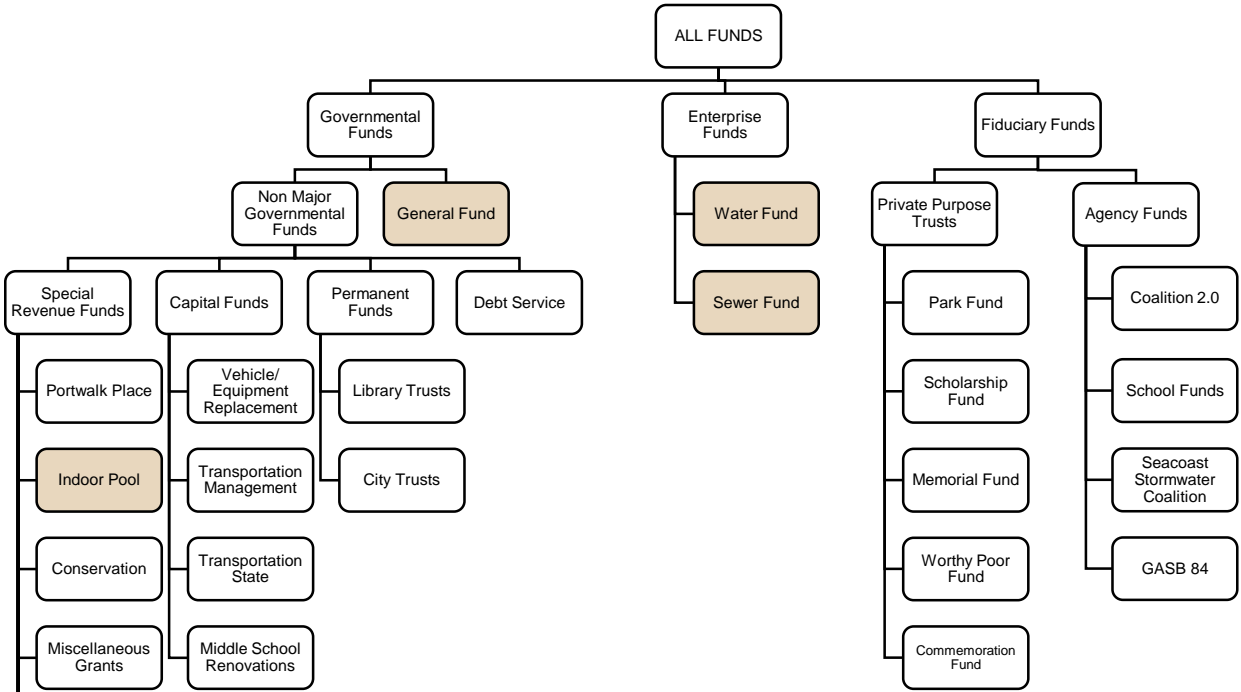 ALL FUNDS
Governmental
Funds
Enterprise
Funds
Fiduciary Funds
Non Major
Governmental
Funds
General Fund
Water Fund
Private Purpose
Trusts
Agency Funds
Special
Revenue Funds
Capital Funds
Permanent
Funds
Debt Service
Sewer Fund
Park Fund
Coalition 2.0
Portwalk Place
Vehicle/
Equipment
Replacement
Library Trusts
Scholarship
Fund
School Funds
Indoor Pool
Transportation
Management
City Trusts
Memorial Fund
Seacoast
Stormwater
Coalition
Conservation
Transportation
State
Worthy Poor
Fund
GASB 84
Miscellaneous
Grants
Middle School
Renovations
Commemoration
Fund